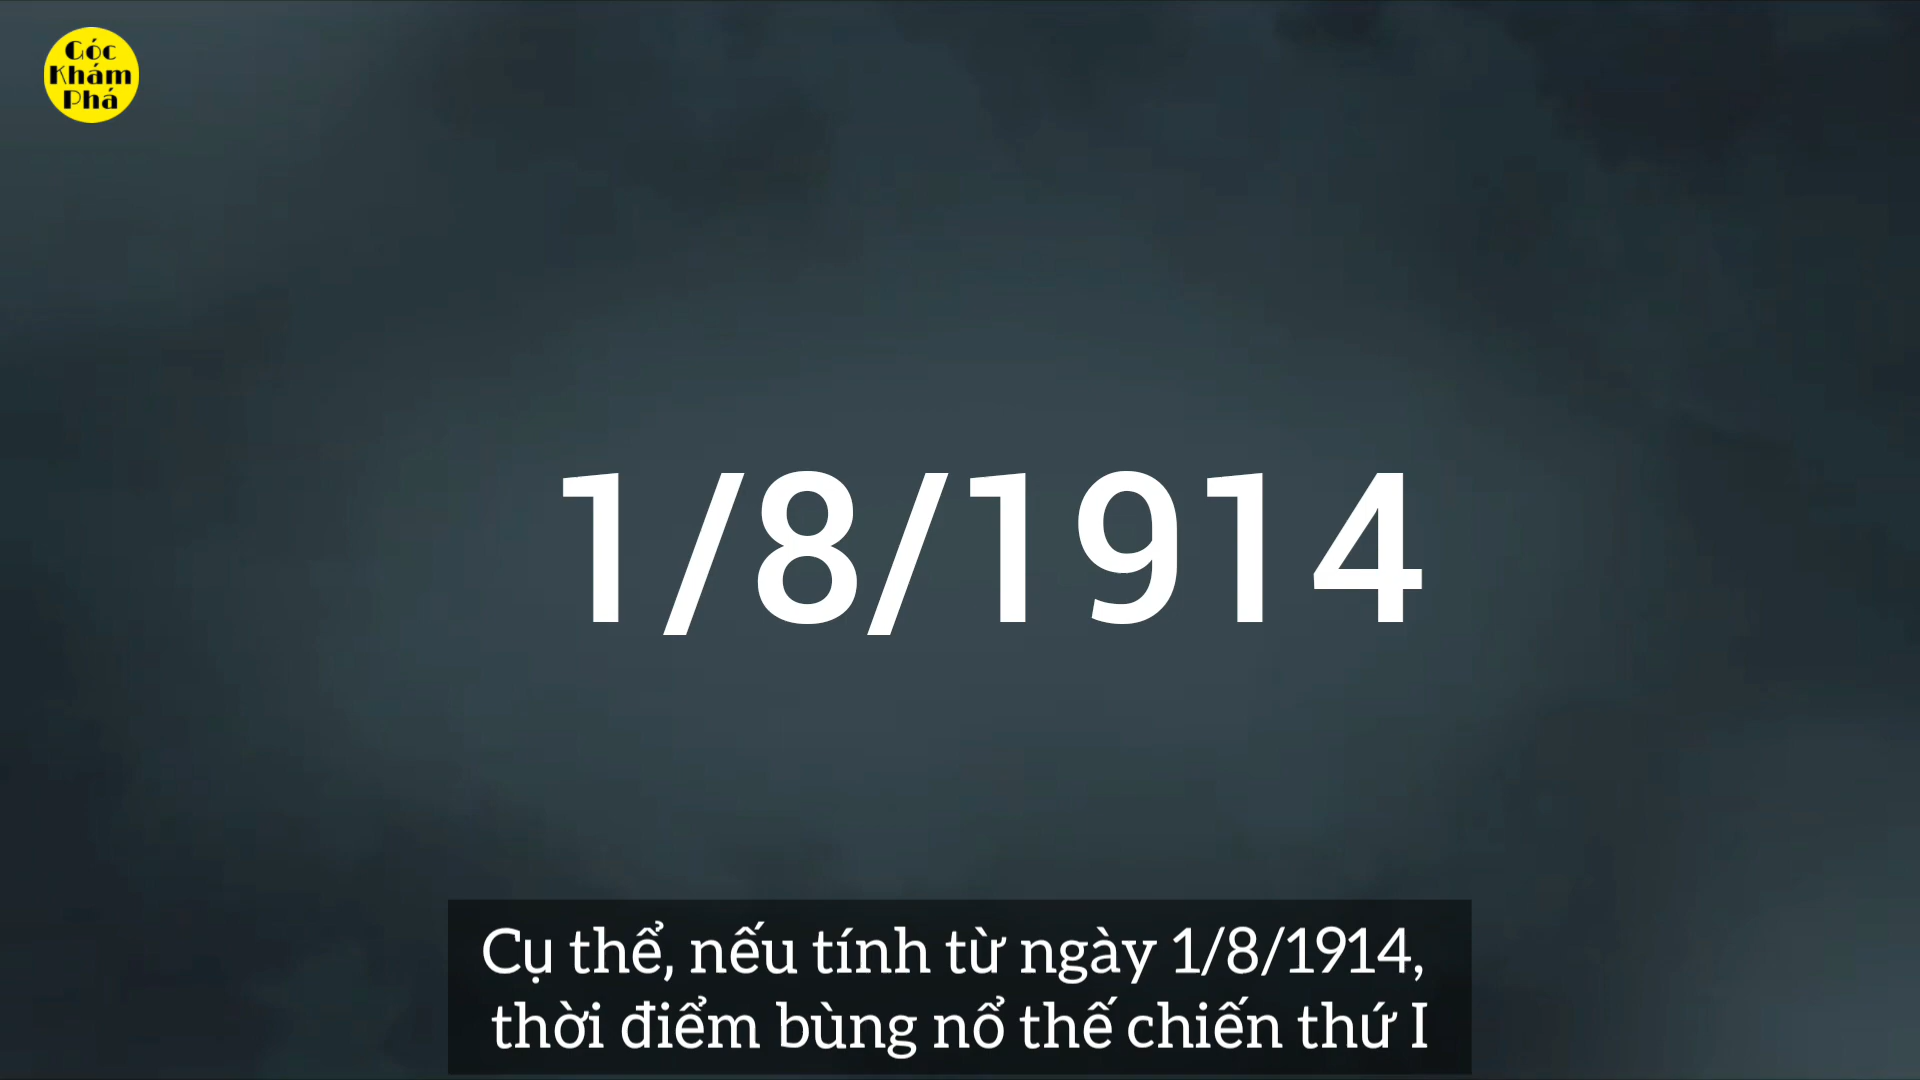 Góc
Khám
Phá
1/8/1914
Cụ thể, nếu tính từ ngày 1/8/1914,
thời điểm bùng nổ thế chiến thứ I